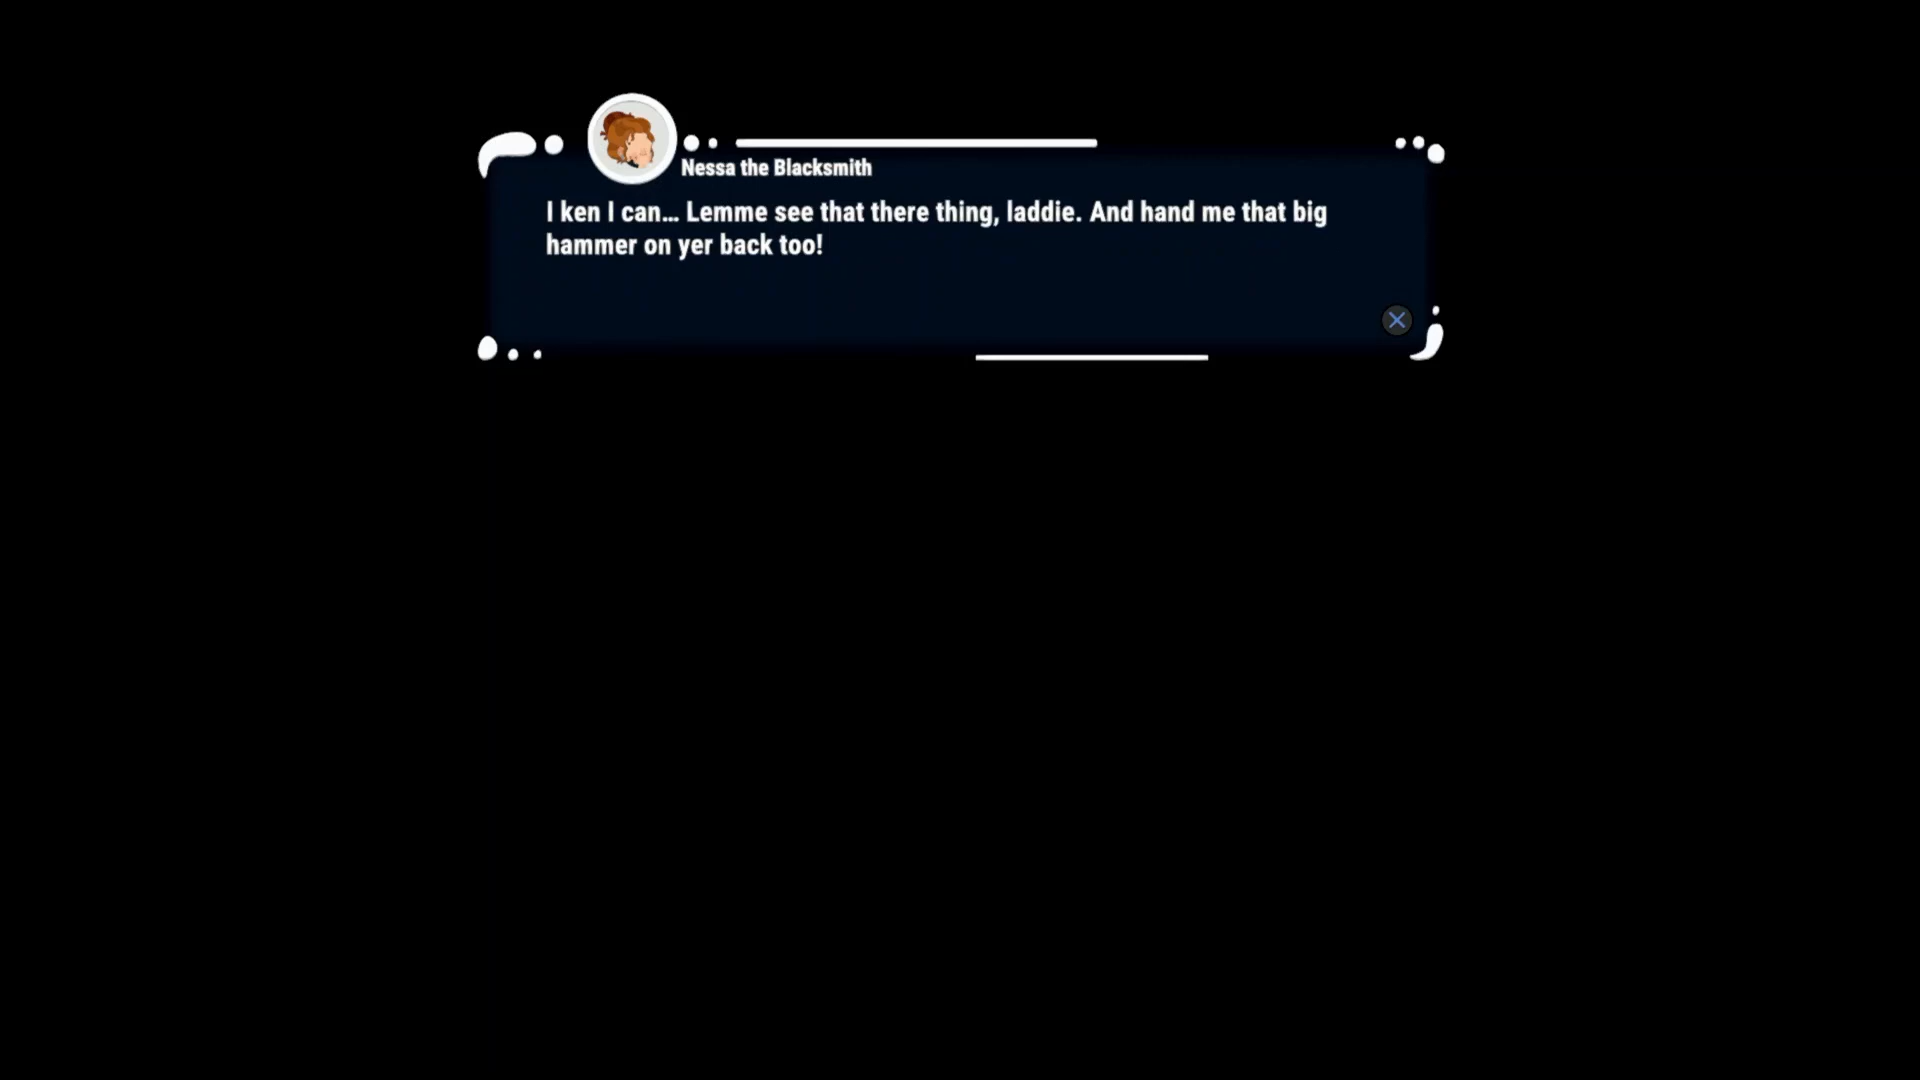 Nessa the Blacksmith
I ken I can... Lemme see that there thing, laddie. And hand me that big
hammer on yer back too!